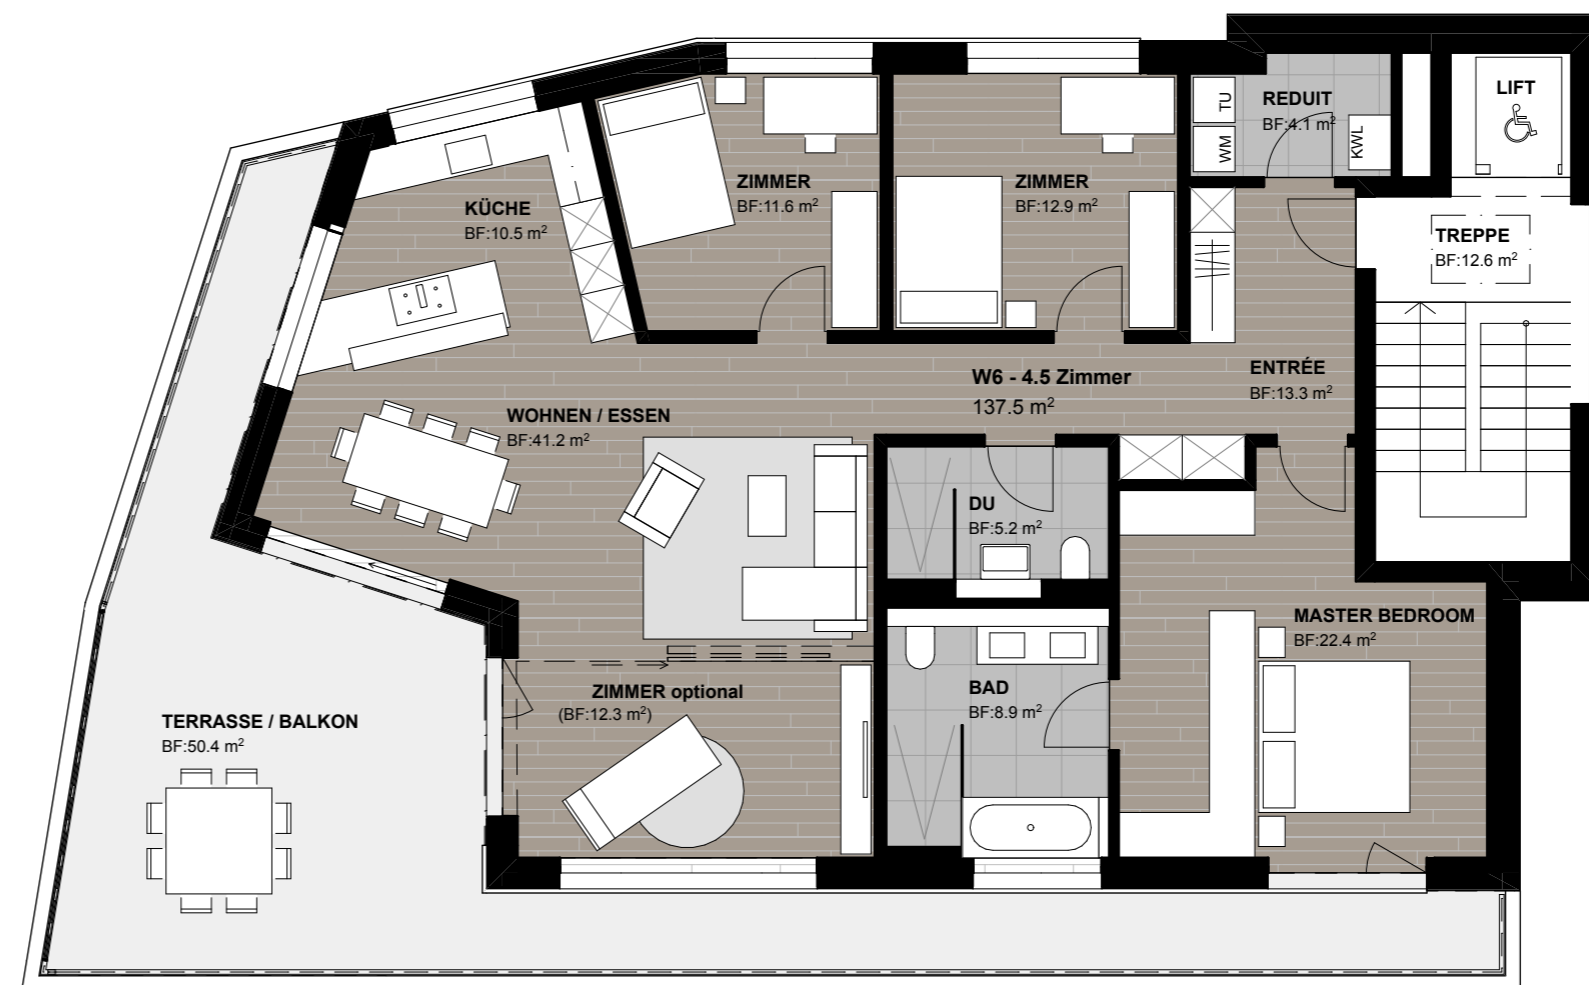 LIFT
REDUIT
BF:4.1 m²
TU
WM
KWL
ZIMMER
BF:11.6 m²
ZIMMER
BF:12.9 m²
KÜCHE
BF:10.5 m²
TREPPE
BF:12.6 m²
W6 - 4.5 Zimmer
137.5 m²
ENTRÉE
BF:13.3 m²
WOHNEN / ESSEN
BF:41.2 m²
DU
BF:5.2 m²
MASTER BEDROOM
BF:22.4 m²
ZIMMER optional
(BF:12.3 m²)
BAD
BF:8.9 m²
TERRASSE / BALKON
BF:50.4 m²